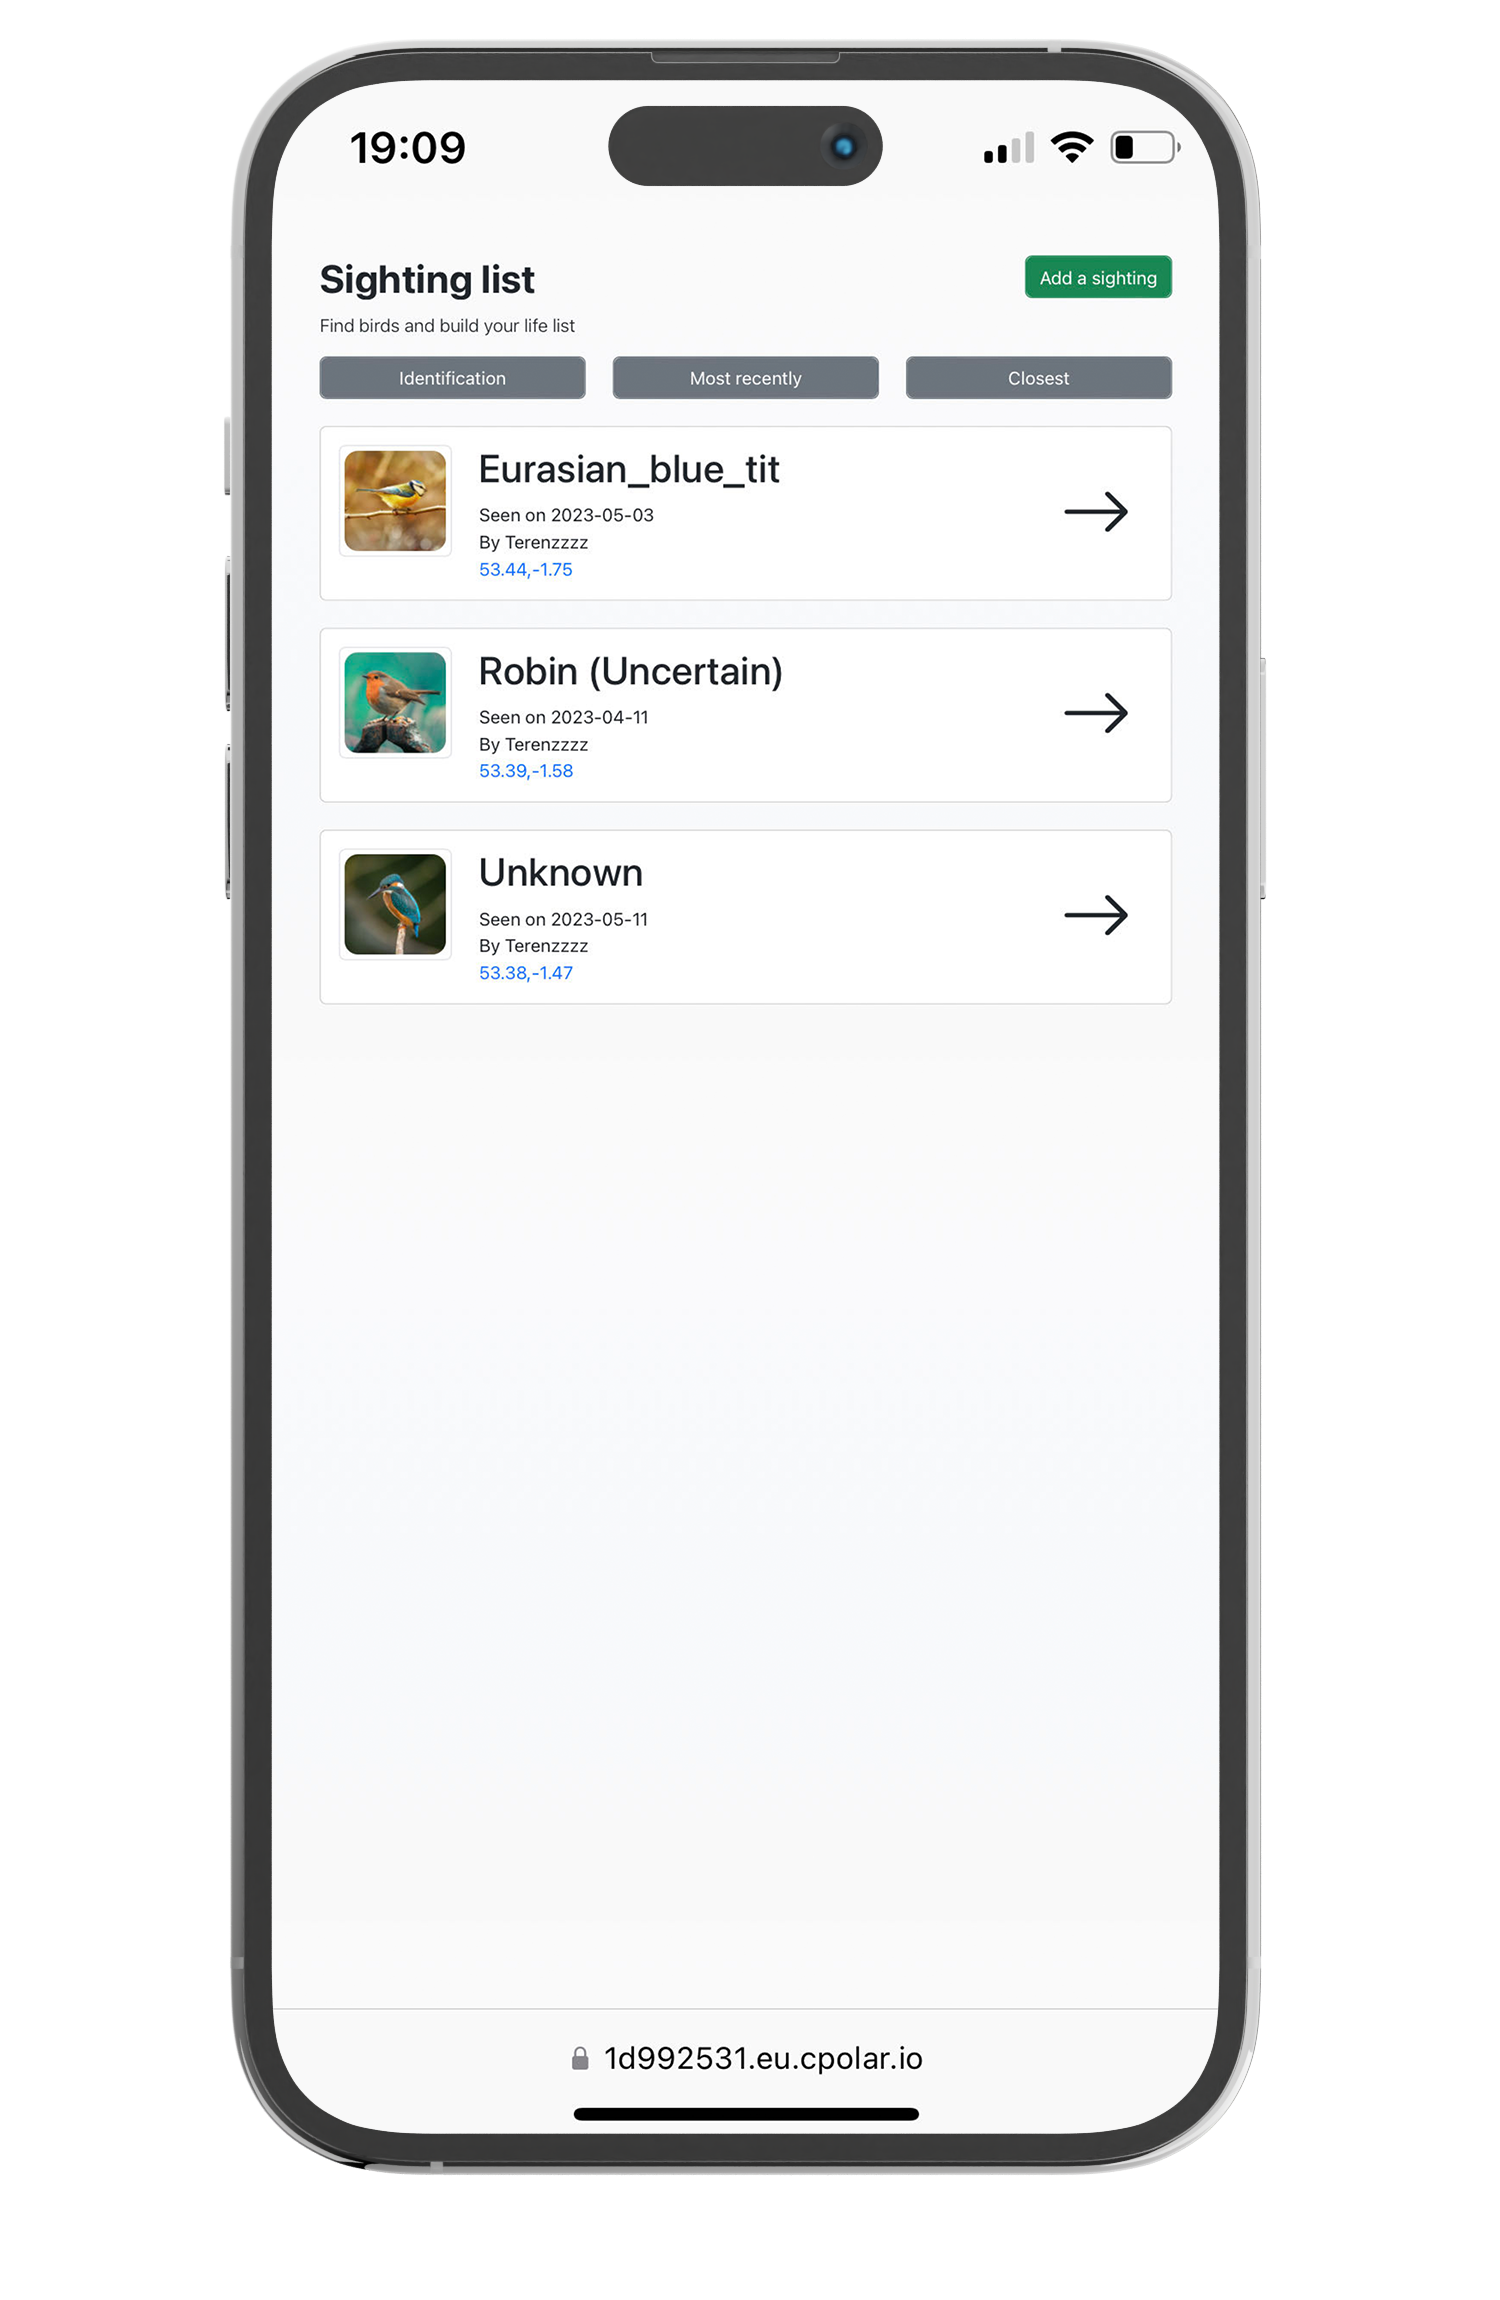 19:09
Sighting list
Add a sighting
Find birds and build your life list
Identification
Most recently
Closest
Eurasian_blue_tit
Seen on 2023-05-03
By Terenzzzz
53.44,-1.75
Robin (Uncertain)
Seen on 2023-04-11
By Terenzzzz
53.39,-1.58
Unknown
Seen on 2023-05-11
By Terenzzzz
53.38,-1.47
1d992531.eu.cpolar.io